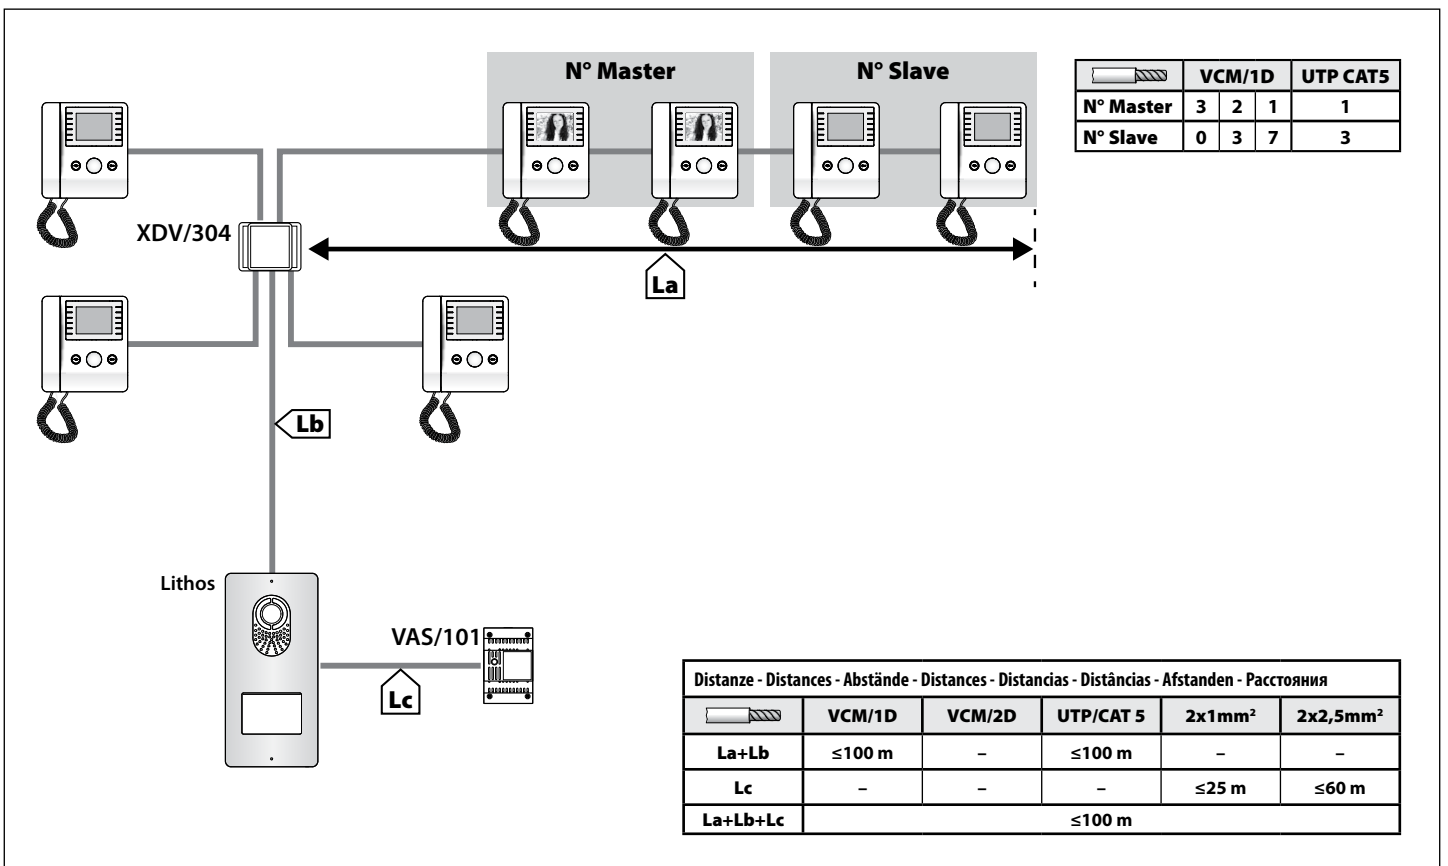 N° Master N° Slave
VCM/1D UTP CAT5
N° Master 3 2 1 1
N° Slave 0 3 7 3
XDV/304
La
Lb
Lithos
VAS/101
Lc
Distanze - Distances - Abstände - Distances - Distancias - Distâncias - Afstanden - Расстояния
VCM/1D VCM/2D UTP/CAT 5 2x1mm² 2x2,5mm²
La+Lb ≤100 m – ≤100 m – –
Lc – – – ≤25 m ≤60 m
La+Lb+Lc ≤100 m